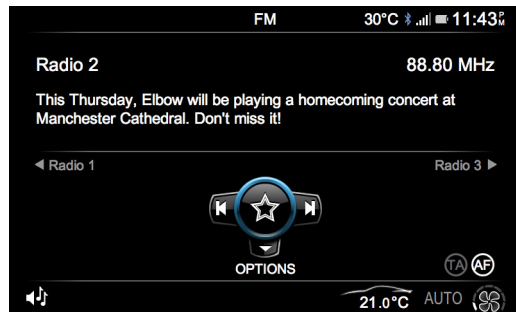 FM 30°C 11:43PM
Radio 2 88.80 MHz
This Thursday, Elbow will be playing a homecoming concert at
Manchester Cathedral. Don't miss it!
Radio 1 Radio 3
OPTIONS
TA AF
21.0°C AUTO